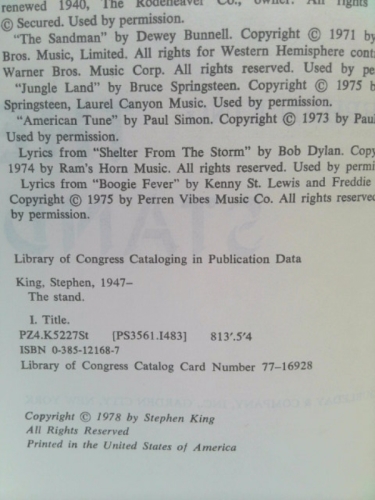 renewed 1940, The Rodeheaver Co., owner. All rights
© Secured. Used by permission.
"The Sandman" by Dewey Bunnell. Copyright © 1971 by
Bros. Music, Limited. All rights for Western Hemisphere cont
Warner Bros. Music Corp. All rights reserved. Used by pe
"Jungle Land" by Bruce Springsteen. Copyright © 1975
Springsteen, Laurel Canyon Music. Used by permission.
"American Tune" by Paul Simon. Copyright © 1973 by Pau
Used by permission.
Lyrics from "Shelter From The Storm" by Bob Dylan. Copy
1974 by Ram's Horn Music. All rights reserved. Used by permi
Lyrics from "Boogie Fever" by Kenny St. Lewis and Freddie
Copyright © 1975 by Perren Vibes Music Co. All rights reserved
by permission.
Library of Congress Cataloging in Publication Data
King, Stephen, 1947–
The stand.
I. Title.
PZ4.K5227St [PS3561.I483] 813'.5'4
ISBN 0-385-12168-7
Library of Congress Catalog Card Number 77–16928
Copyright © 1978 by Stephen King
All Rights Reserved
Printed in the United States of America